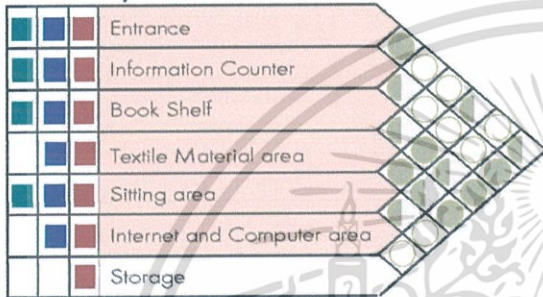 Entrance
Information Counter
Book Shelf
Textile Material area
Sitting area
Internet and Computer area
Storage